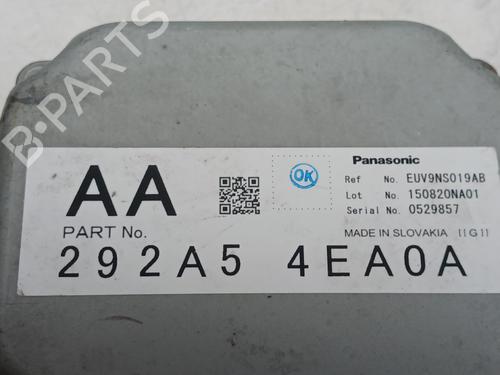 B-PARTS
AA
PART No.
292A5 4EA0A
OK
Panasonic
Ref No. EUV9NS019AB
Lot No. 150820NA01
Serial No. 0529857
MADE IN SLOVAKIA IIGII